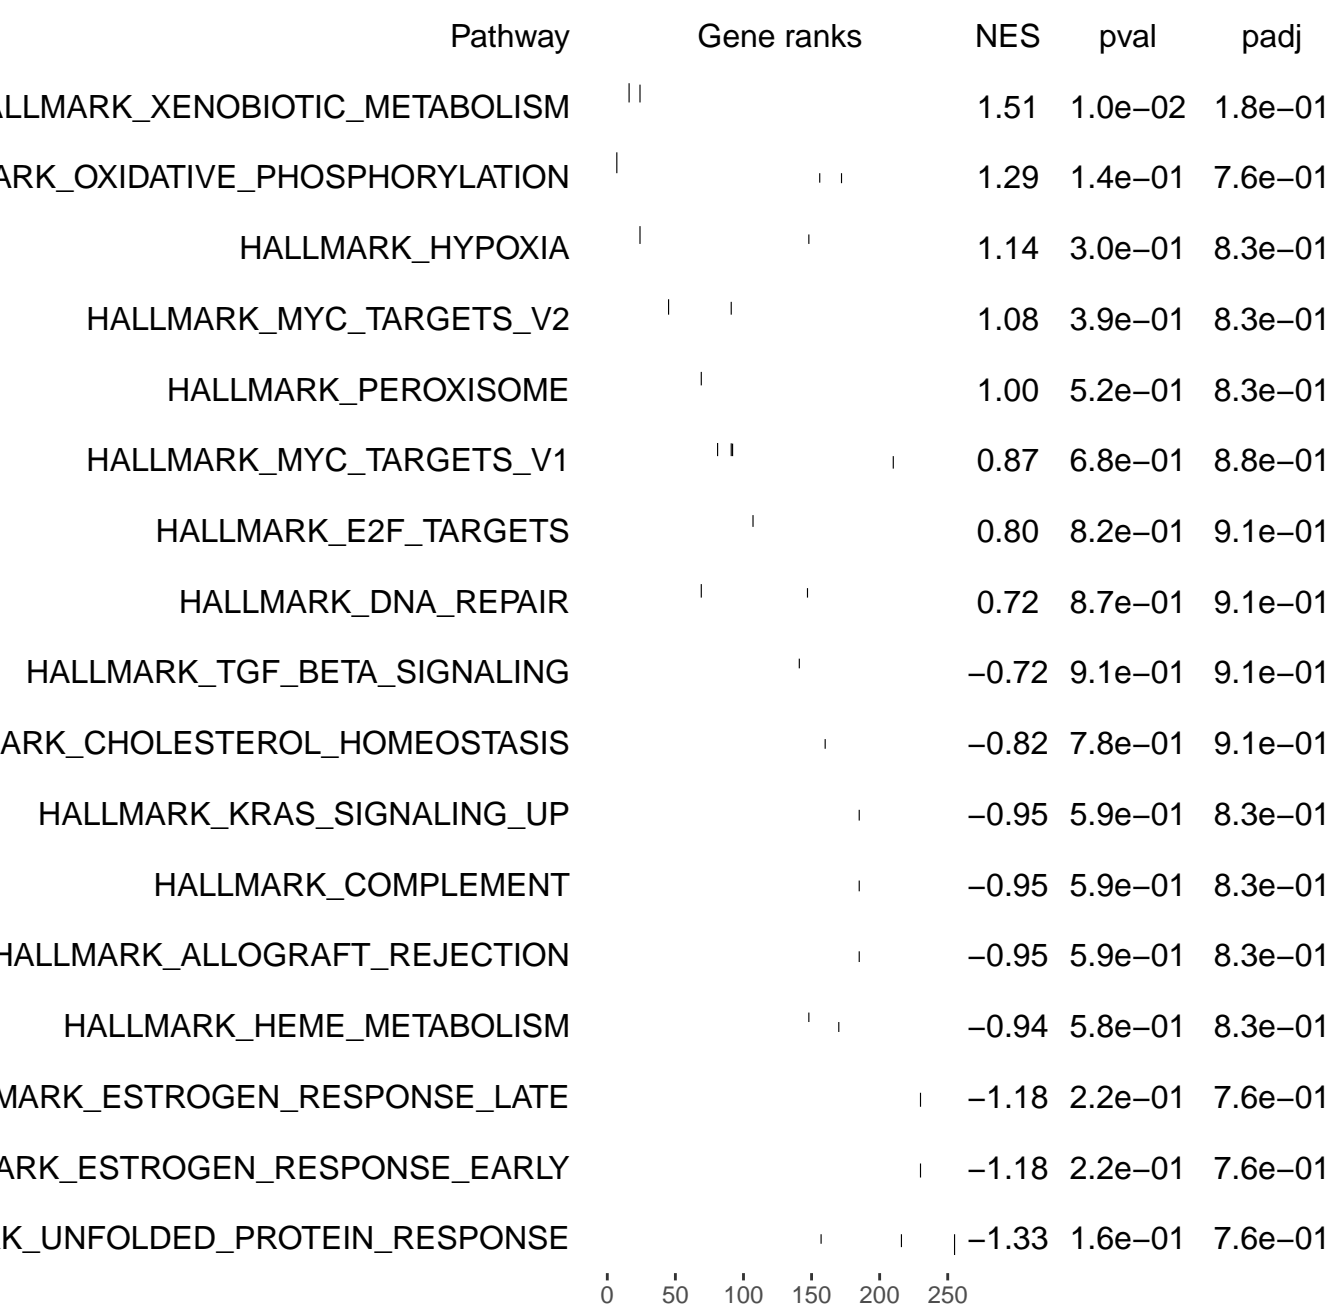 Pathway Gene ranks NES pval padj
ALLMARK_XENOBIOTIC_METABOLISM 1.51 1.0e−02 1.8e−01
ARK_OXIDATIVE_PHOSPHORYLATION 1.29 1.4e−01 7.6e−01
HALLMARK_HYPOXIA 1.14 3.0e−01 8.3e−01
HALLMARK_MYC_TARGETS_V2 1.08 3.9e−01 8.3e−01
HALLMARK_PEROXISOME 1.00 5.2e−01 8.3e−01
HALLMARK_MYC_TARGETS_V1 0.87 6.8e−01 8.8e−01
HALLMARK_E2F_TARGETS 0.80 8.2e−01 9.1e−01
HALLMARK_DNA_REPAIR 0.72 8.7e−01 9.1e−01
HALLMARK_TGF_BETA_SIGNALING −0.72 9.1e−01 9.1e−01
ARK_CHOLESTEROL_HOMEOSTASIS −0.82 7.8e−01 9.1e−01
HALLMARK_KRAS_SIGNALING_UP −0.95 5.9e−01 8.3e−01
HALLMARK_COMPLEMENT −0.95 5.9e−01 8.3e−01
HALLMARK_ALLOGRAFT_REJECTION −0.95 5.9e−01 8.3e−01
HALLMARK_HEME_METABOLISM −0.94 5.8e−01 8.3e−01
MARK_ESTROGEN_RESPONSE_LATE −1.18 2.2e−01 7.6e−01
ARK_ESTROGEN_RESPONSE_EARLY −1.18 2.2e−01 7.6e−01
K_UNFOLDED_PROTEIN_RESPONSE −1.33 1.6e−01 7.6e−01
0 50 100 150 200 250